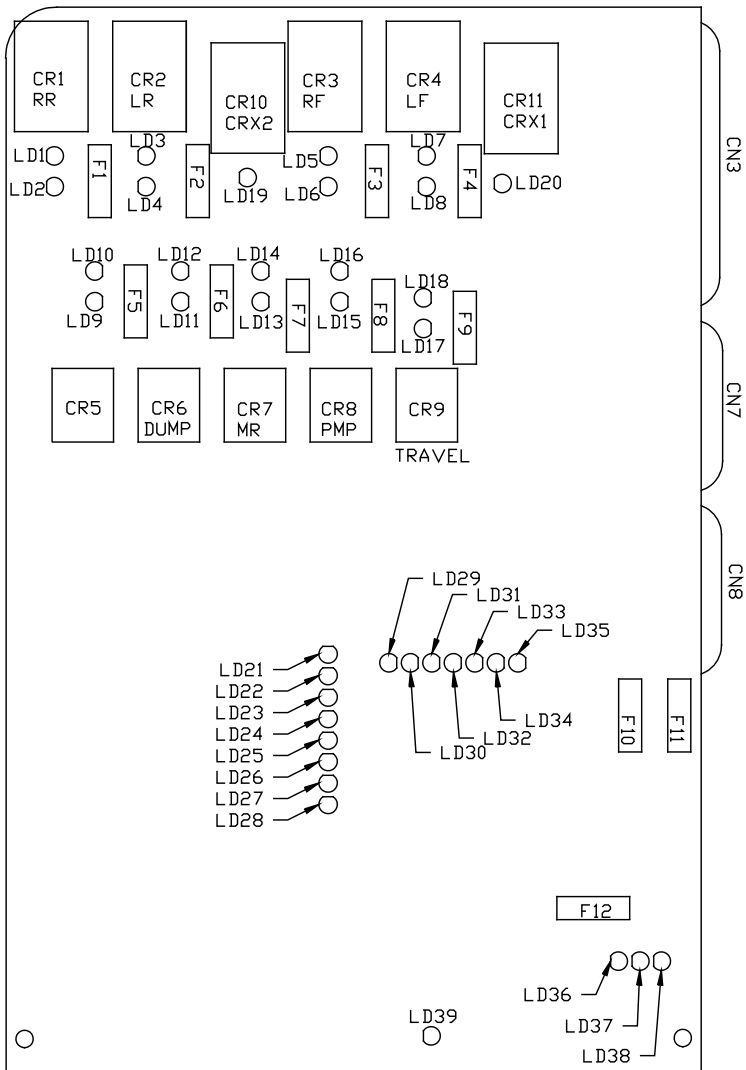 CR1
RR
CR2
LR
CR10
CRX2
CR3
RF
CR4
LF
CR11
CRX1
CN3
LD1
LD2
F1
LD3
LD4
F2
LD19
LD5
LD6
F3
LD7
LD8
F4
LD20
LD10
LD9
F5
LD12
LD11
F6
LD14
LD13
F7
LD16
LD15
F8
LD18
LD17
F9
CN7
CR5
CR6
DUMP
CR7
MR
CR8
PMP
CR9
TRAVEL
CN8
LD29
LD31
LD33
LD35
LD21
LD22
LD23
LD24
LD25
LD26
LD27
LD28
LD34
LD32
LD30
F10
F11
F12
LD36
LD37
LD38
LD39